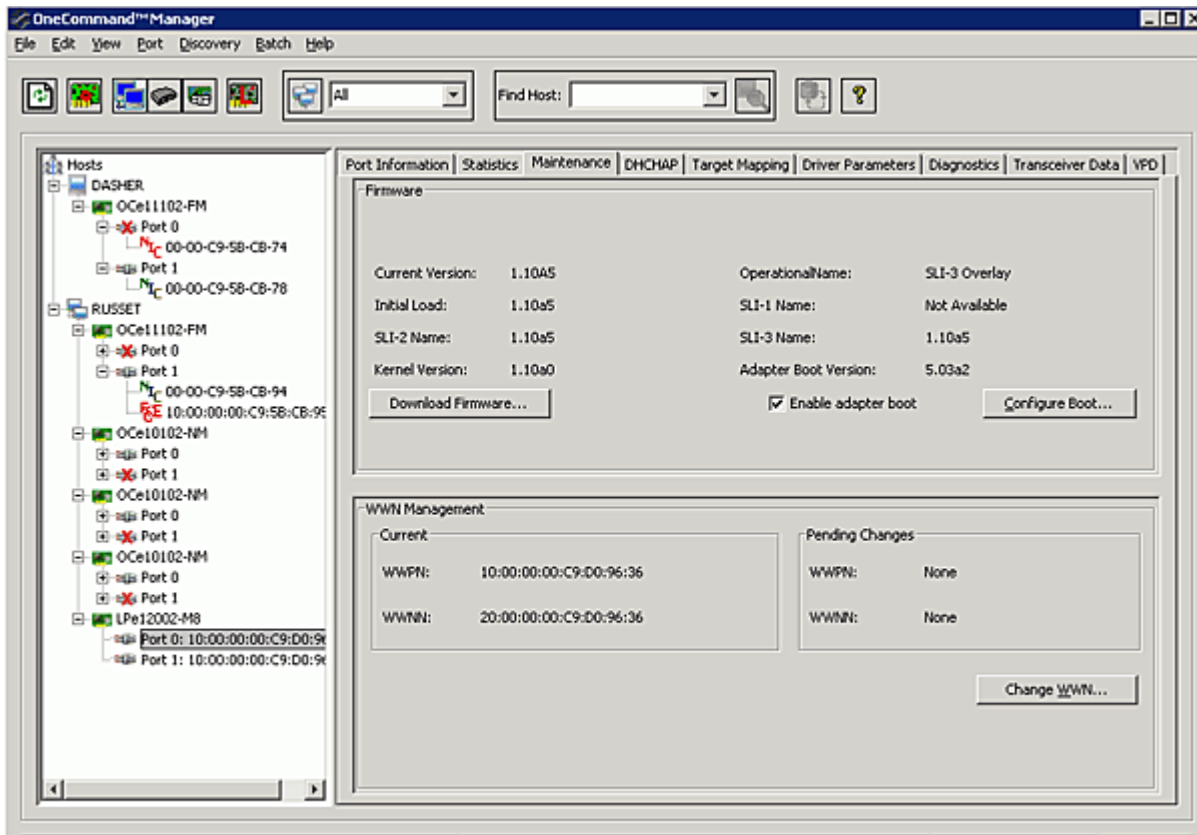 OneCommand™Manager
File Edit View Port Discovery Batch Help
All
Find Host:
Hosts
DASHER
OCe11102-FM
Port 0
NIC 00-00-C9-5B-CB-74
Port 1
NIC 00-00-C9-5B-CB-78
RUSSET
OCe11102-FM
Port 0
Port 1
NIC 00-00-C9-5B-CB-94
FCoE 10:00:00:00:C9:5B:CB:95
OCe10102-NM
Port 0
Port 1
OCe10102-NM
Port 0
Port 1
OCe10102-NM
Port 0
Port 1
LPe12002-M8
Port 0: 10:00:00:00:C9:D0:96
Port 1: 10:00:00:00:C9:D0:96
Port Information Statistics Maintenance DHCHAP Target Mapping Driver Parameters Diagnostics Transceiver Data VPD
Firmware
Current Version: 1.10A5 OperationalName: SLI-3 Overlay
Initial Load: 1.10a5 SLI-1 Name: Not Available
SLI-2 Name: 1.10a5 SLI-3 Name: 1.10a5
Kernel Version: 1.10a0 Adapter Boot Version: 5.03a2
Download Firmware... Enable adapter boot Configure Boot...
WWN Management
Current Pending Changes
WWPN: 10:00:00:00:C9:D0:96:36 WWPN: None
WWNN: 20:00:00:00:C9:D0:96:36 WWNN: None
Change WWN...